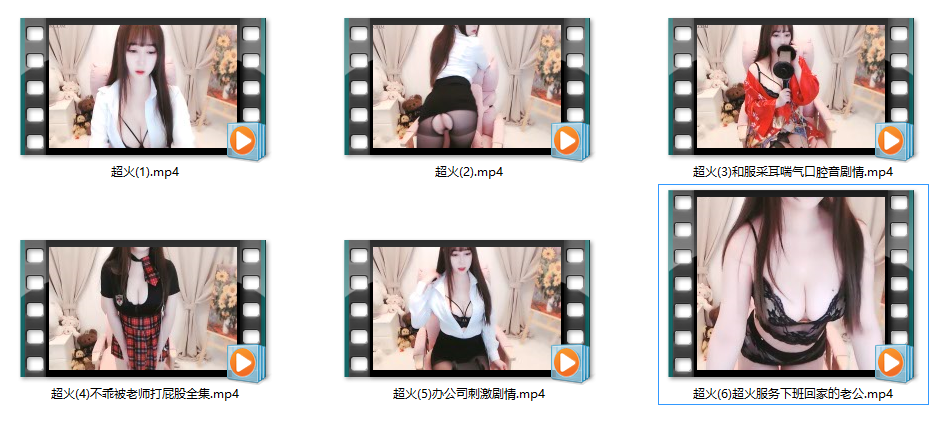 超火(1).mp4
超火(2).mp4
超火(3)和服采耳喘气口腔音剧情.mp4
超火(4)不乖被老师打屁股全集.mp4
超火(5)办公司刺激剧情.mp4
超火(6)超火服务下班回家的老公.mp4